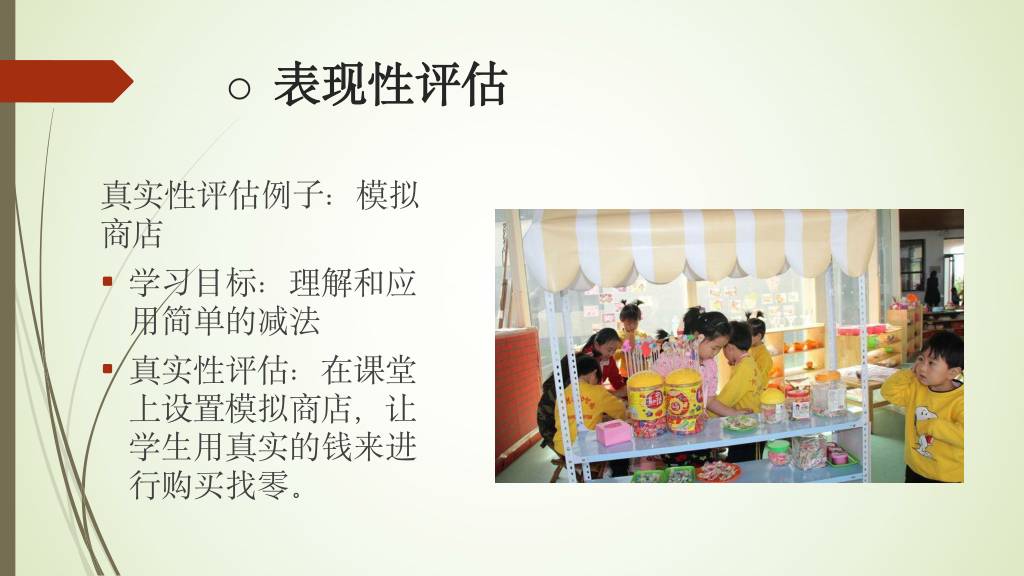 表现性评估
真实性评估例子：模拟
商店
学习目标：理解和应
用简单的减法
真实性评估：在课堂
上设置模拟商店，让
学生用真实的钱来进
行购买找零。